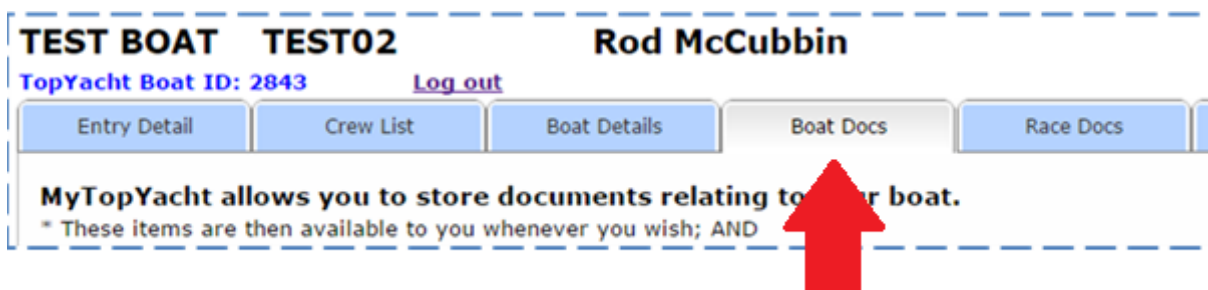 TEST BOAT TEST02 Rod McCubbin
TopYacht Boat ID: 2843 Log out
Entry Detail Crew List Boat Details Boat Docs Race Docs
MyTopYacht allows you to store documents relating to r boat.
* These items are then available to you whenever you wish; AND